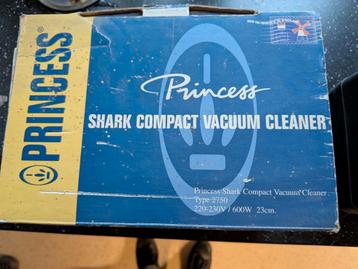 PRINCESS
Princess
SHARK COMPACT VACUUM CLEANER
Princess Shark Compact Vacuum Cleaner
Type 2750
220-230V / 600W 23cm.